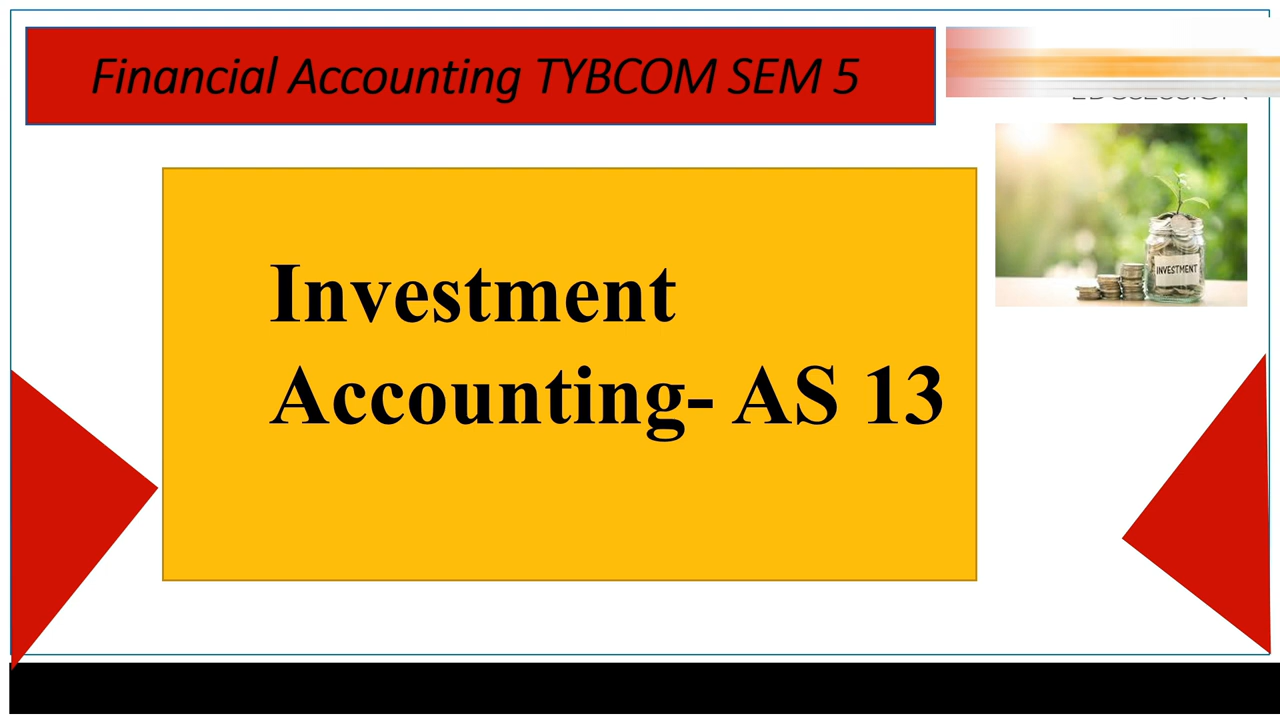 Financial Accounting TYBCOM SEM 5
INVESTMENT
Investment
Accounting- AS 13